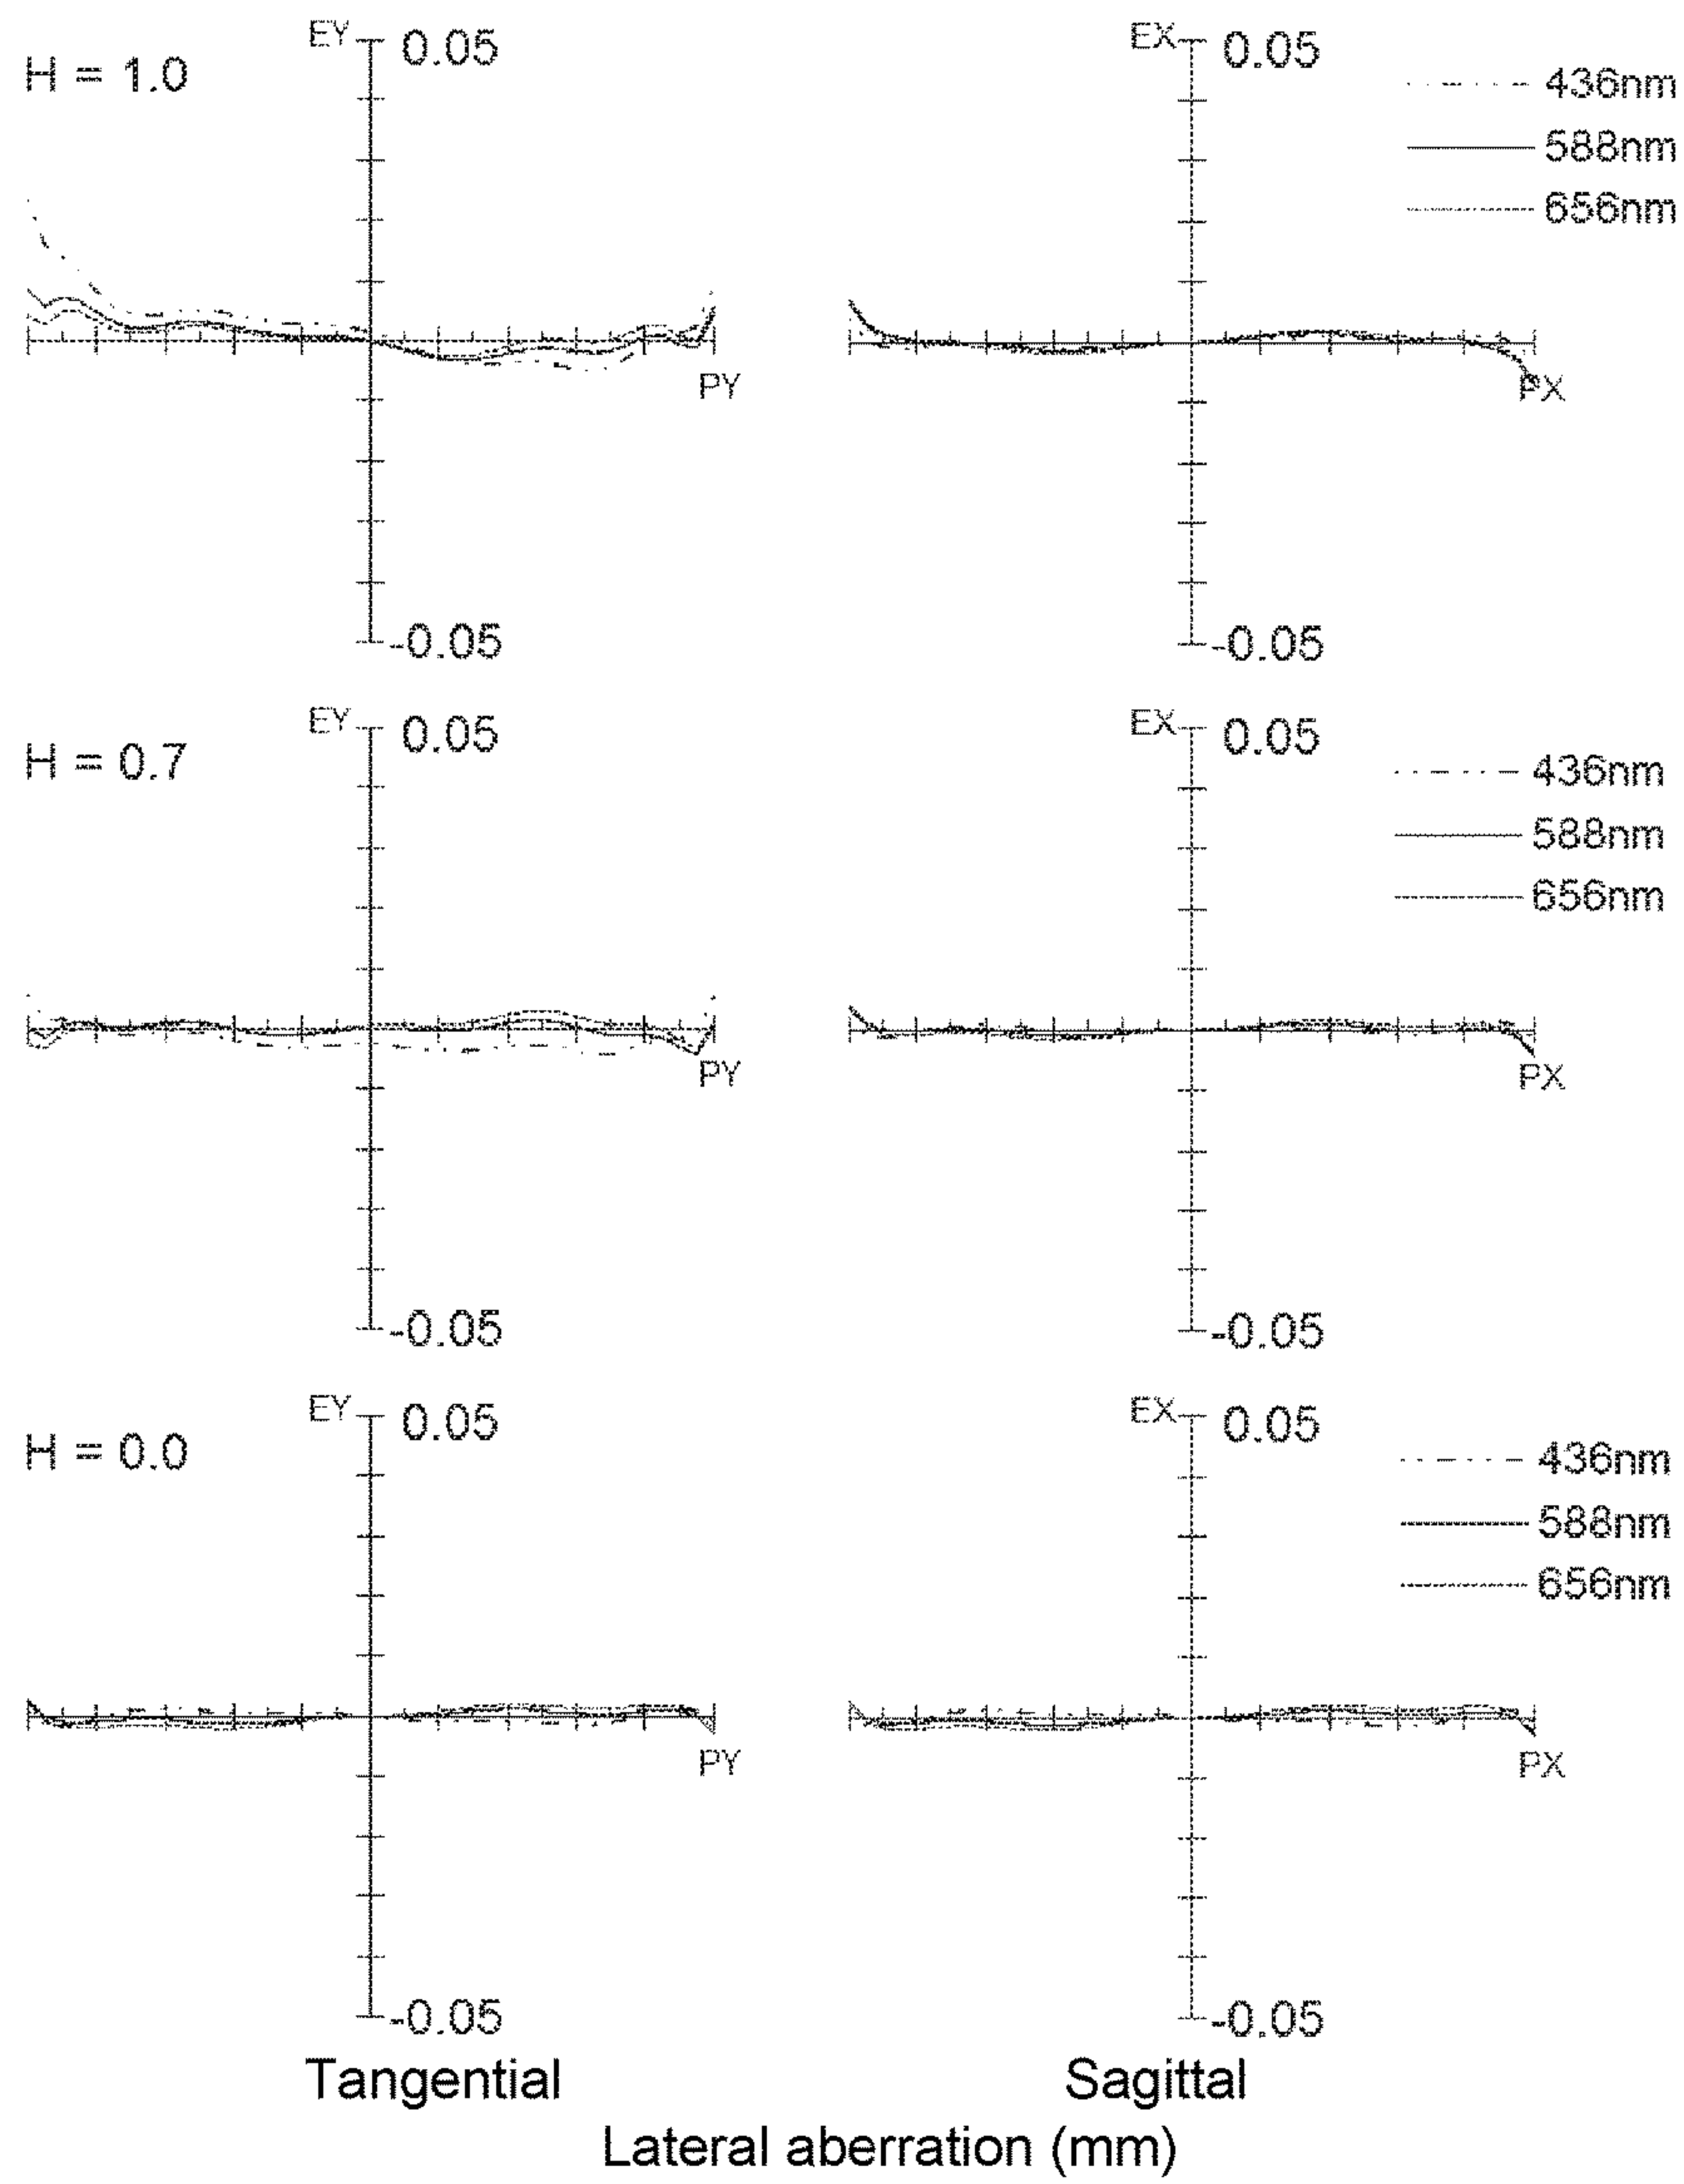 EY 0.05 EX 0.05
H = 1.0
436nm
588nm
656nm
PY PX
-0.05 -0.05
EY 0.05 EX 0.05
H = 0.7
436nm
588nm
656nm
PY PX
-0.05 -0.05
EY 0.05 EX 0.05
H = 0.0
436nm
588nm
656nm
PY PX
-0.05 -0.05
Tangential Sagittal
Lateral aberration (mm)